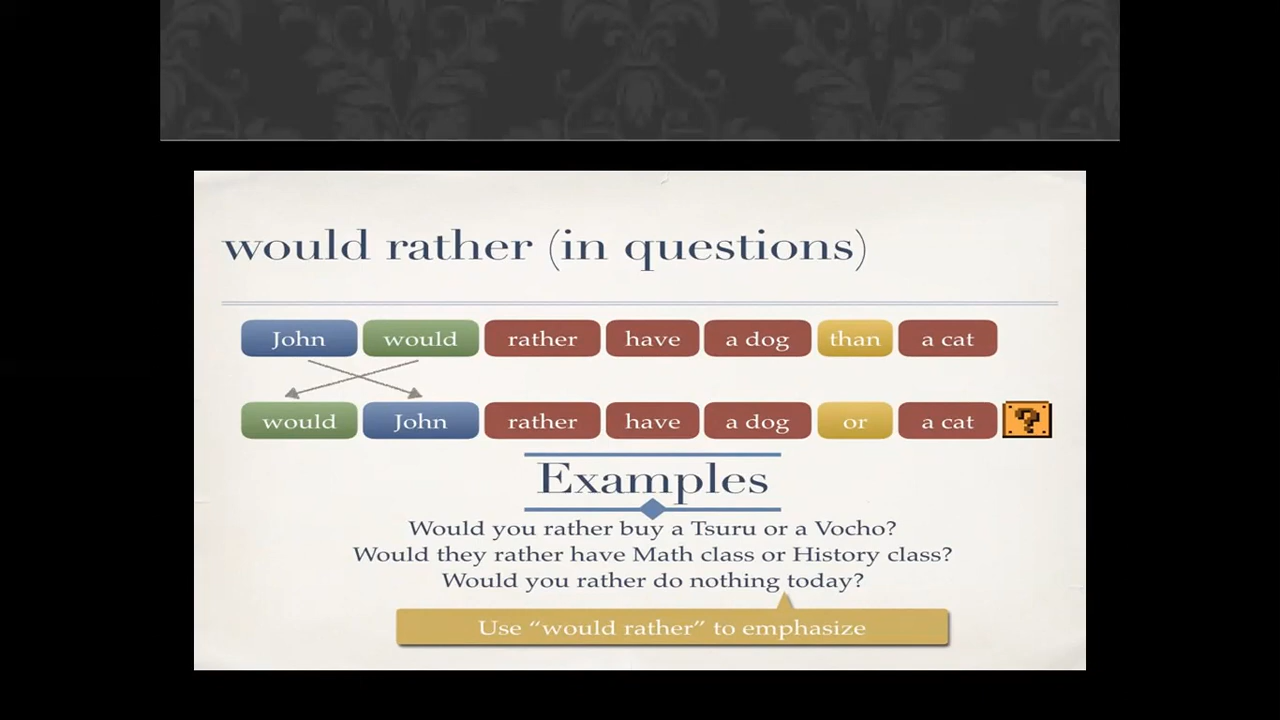 would rather (in questions)
John would rather have a dog than a cat
would John rather have a dog or a cat ?
Examples
Would you rather buy a Tsuru or a Vocho?
Would they rather have Math class or History class?
Would you rather do nothing today?
Use “would rather” to emphasize